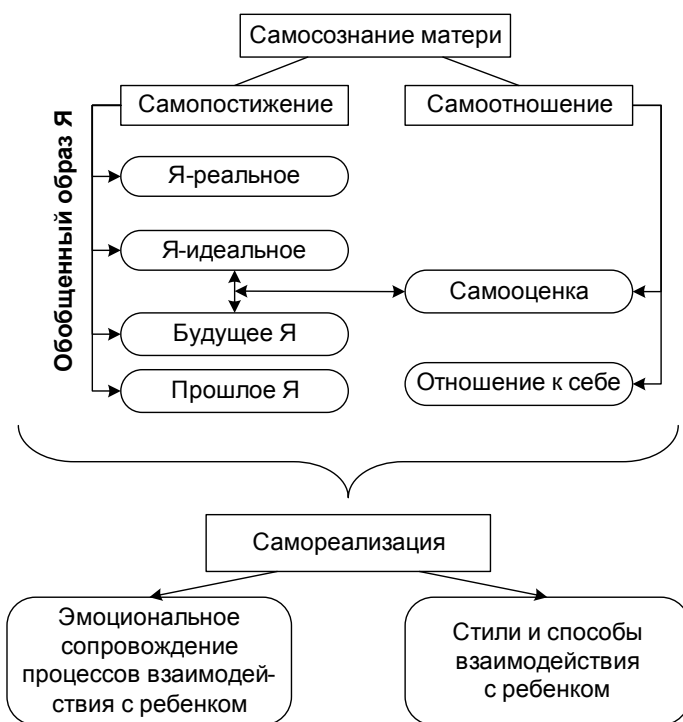 Самосознание матери
Самопостижение
Самоотношение
Обобщенный образ Я
Я-реальное
Я-идеальное
Самооценка
Будущее Я
Отношение к себе
Прошлое Я
Самореализация
Эмоциональное
сопровождение
процессов взаимодей-
ствия с ребенком
Стили и способы
взаимодействия
с ребенком